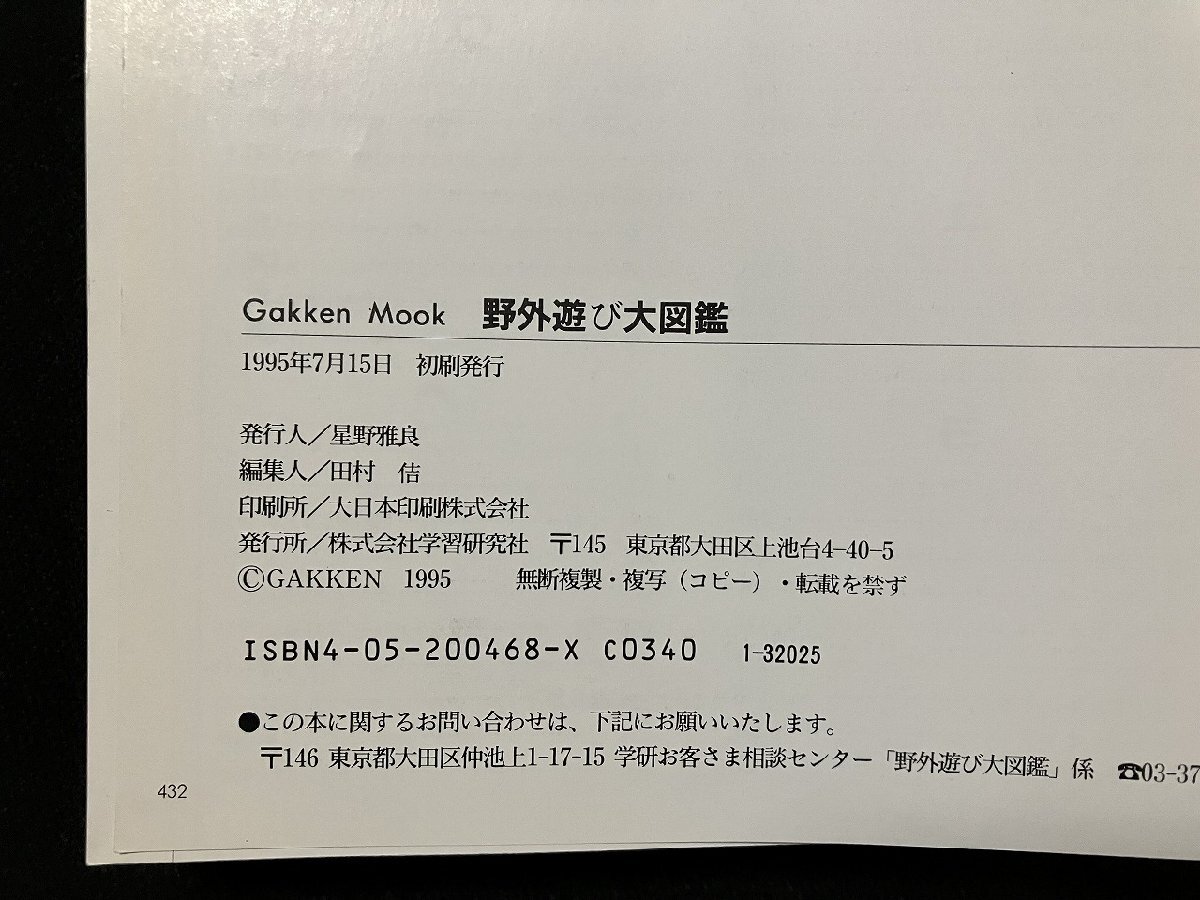 Gakken Mook 野外遊び大図鑑
1995年7月15日 初刷発行
発行人／星野雅良
編集人／田村 佶
印刷所／大日本印刷株式会社
発行所／株式会社学習研究社 〒145 東京都大田区上池台4-40-5
ⒸGAKKEN 1995 無断複製・複写（コピー）・転載を禁ず
ISBN4-05-200468-X C0340 1-32025
●この本に関するお問い合わせは、下記にお願いいたします。
〒146 東京都大田区仲池上1-17-15 学研お客さま相談センター「野外遊び大図鑑」係 ☎03-37
432